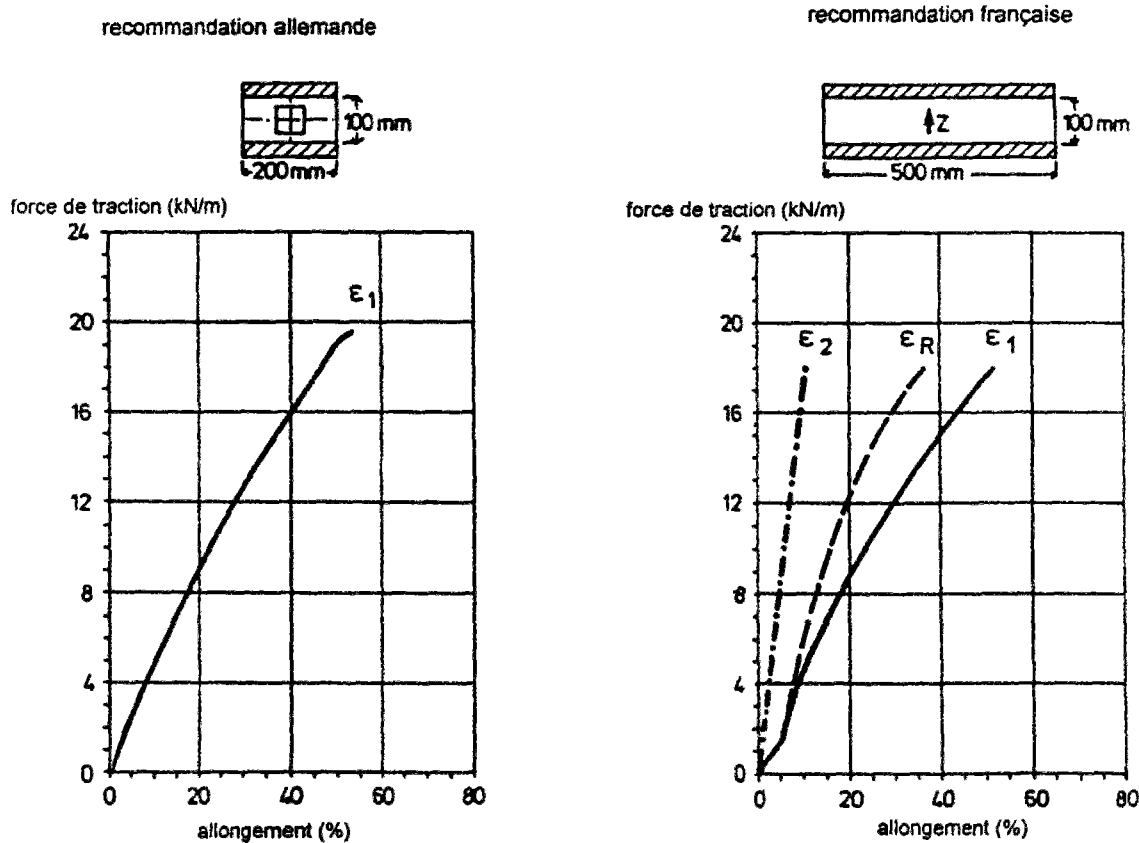 recommandation allemande
100 mm
200 mm
force de traction (kN/m)
24
20
16
12
8
4
0
0 20 40 60 80
allongement (%)
ε1
recommandation française
Z
100 mm
500 mm
force de traction (kN/m)
24
20
16
12
8
4
0
0 20 40 60 80
allongement (%)
ε2 εR ε1